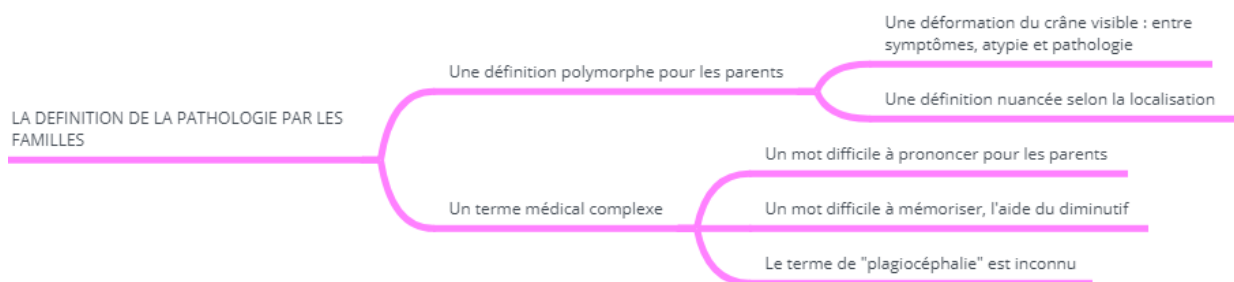 Une déformation du crâne visible : entre
symptômes, atypie et pathologie
Une définition polymorphe pour les parents
Une définition nuancée selon la localisation
LA DEFINITION DE LA PATHOLOGIE PAR LES
FAMILLES
Un mot difficile à prononcer pour les parents
Un terme médical complexe
Un mot difficile à mémoriser, l'aide du diminutif
Le terme de "plagiocéphalie" est inconnu